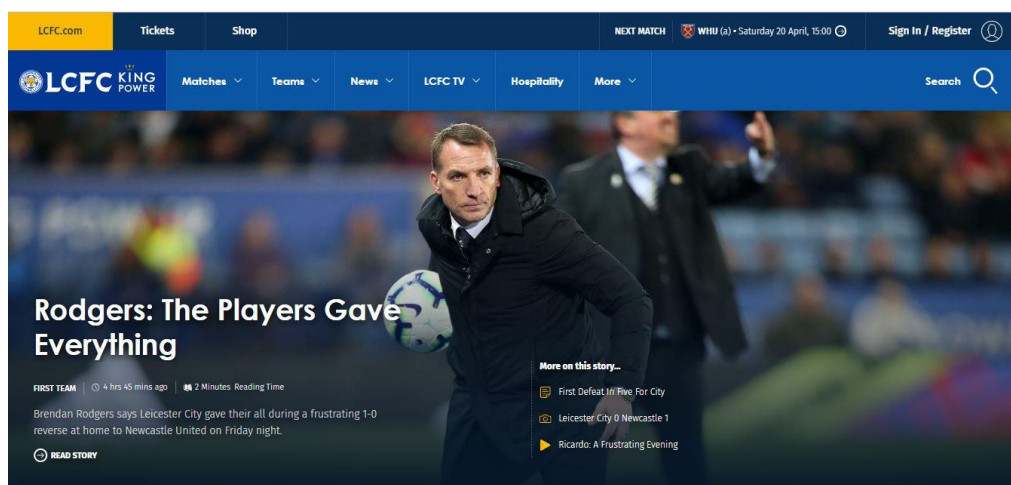 LCFC.com
Tickets
Shop
NEXT MATCH
WHU (a) • Saturday 20 April, 15:00
Sign In / Register
LCFC KING POWER
Matches
Teams
News
LCFC TV
Hospitality
More
Search
Rodgers: The Players Gave
Everything
FIRST TEAM
4 hrs 45 mins ago
2 Minutes Reading Time
Brendan Rodgers says Leicester City gave their all during a frustrating 1-0
reverse at home to Newcastle United on Friday night.
READ STORY
More on this story...
First Defeat In Five For City
Leicester City 0 Newcastle 1
Ricardo: A Frustrating Evening